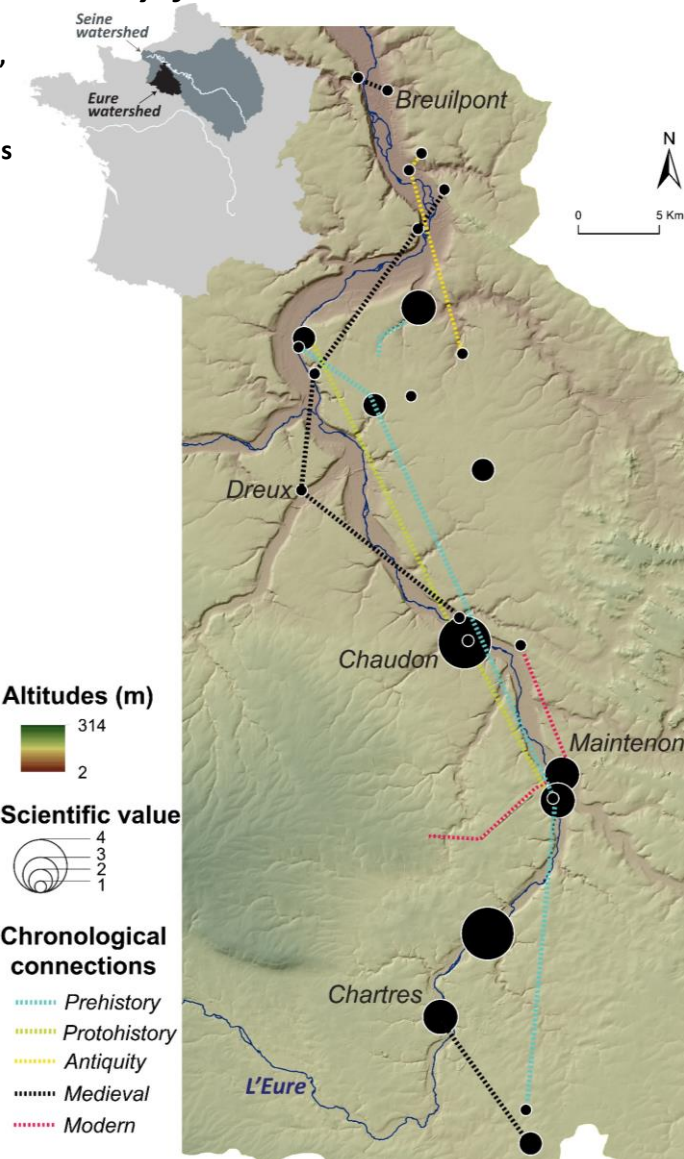 Seine
watershed
,
Eure
watershed
s
Breuilpont
N
0 5 Km
Dreux
Chaudon
Altitudes (m)
314
2
Maintenon
Scientific value
4
3
2
1
Chronological
connections
Prehistory
Protohistory
Antiquity
Medieval
Modern
Chartres
L'Eure